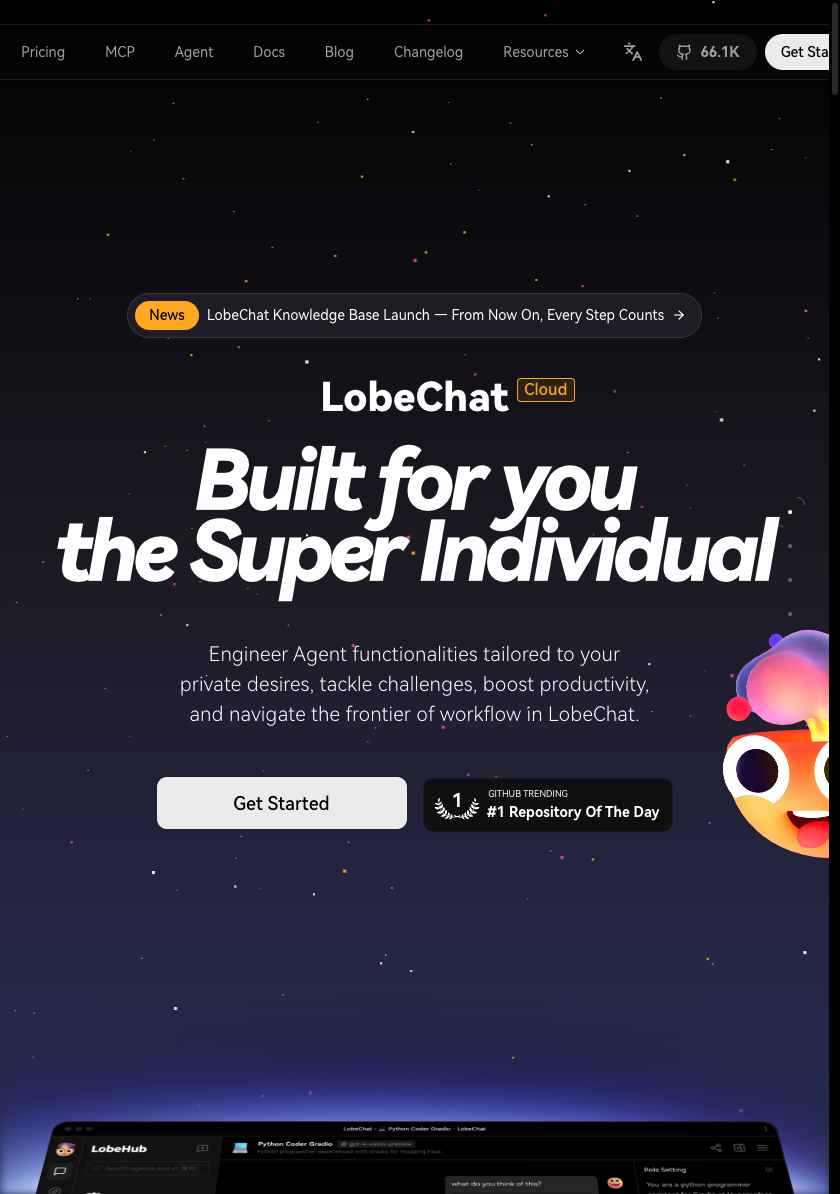 Pricing MCP Agent Docs Blog Changelog Resources 66.1K Get Sta
News LobeChat Knowledge Base Launch — From Now On, Every Step Counts →
LobeChat Cloud
Built for you
the Super Individual
Engineer Agent functionalities tailored to your
private desires, tackle challenges, boost productivity,
and navigate the frontier of workflow in LobeChat.
Get Started
1
GITHUB TRENDING
#1 Repository Of The Day
LobeChat - Python Coder Gradio · LobeChat
LobeHub
Python Coder Gradio gpt-4-vision-preview
Python programmer experienced with Gradio for Hugging Face.
Search agents and co ⌘ K
Role Setting
what do you think of this?
You are a python programmer